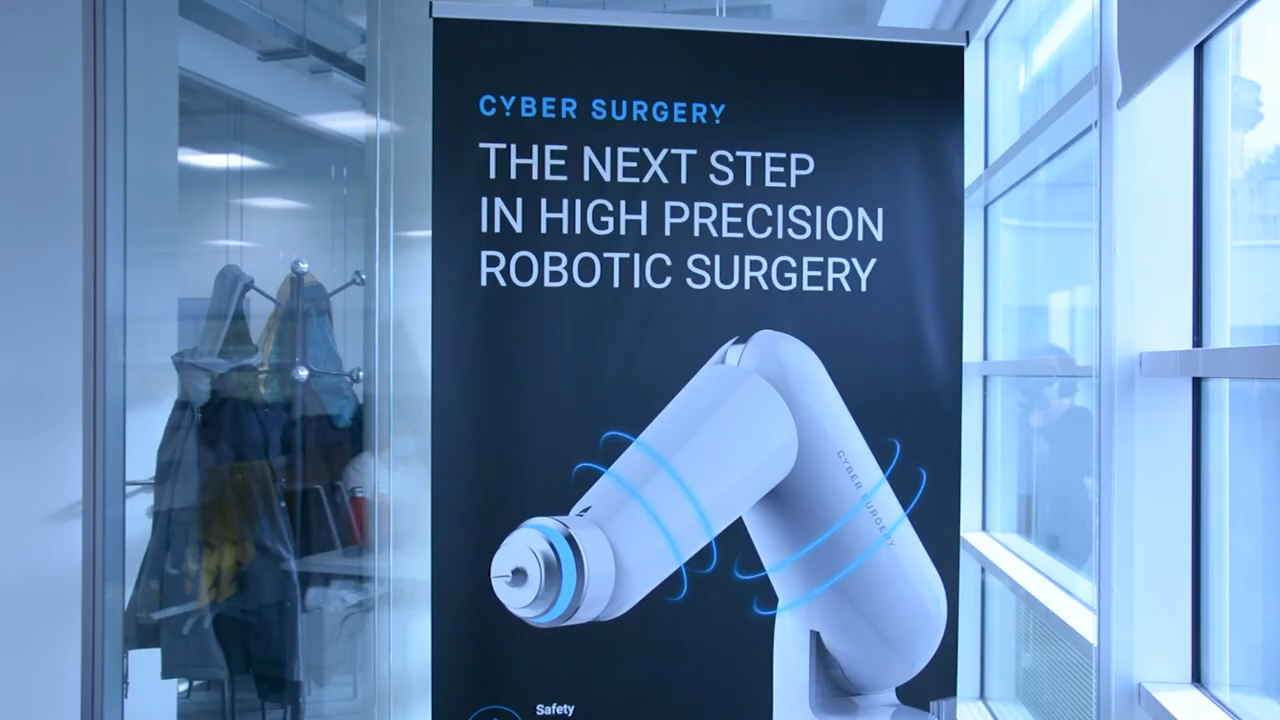 CYBER SURGERY
THE NEXT STEP
IN HIGH PRECISION
ROBOTIC SURGERY
CYBER SURGERY
Safety